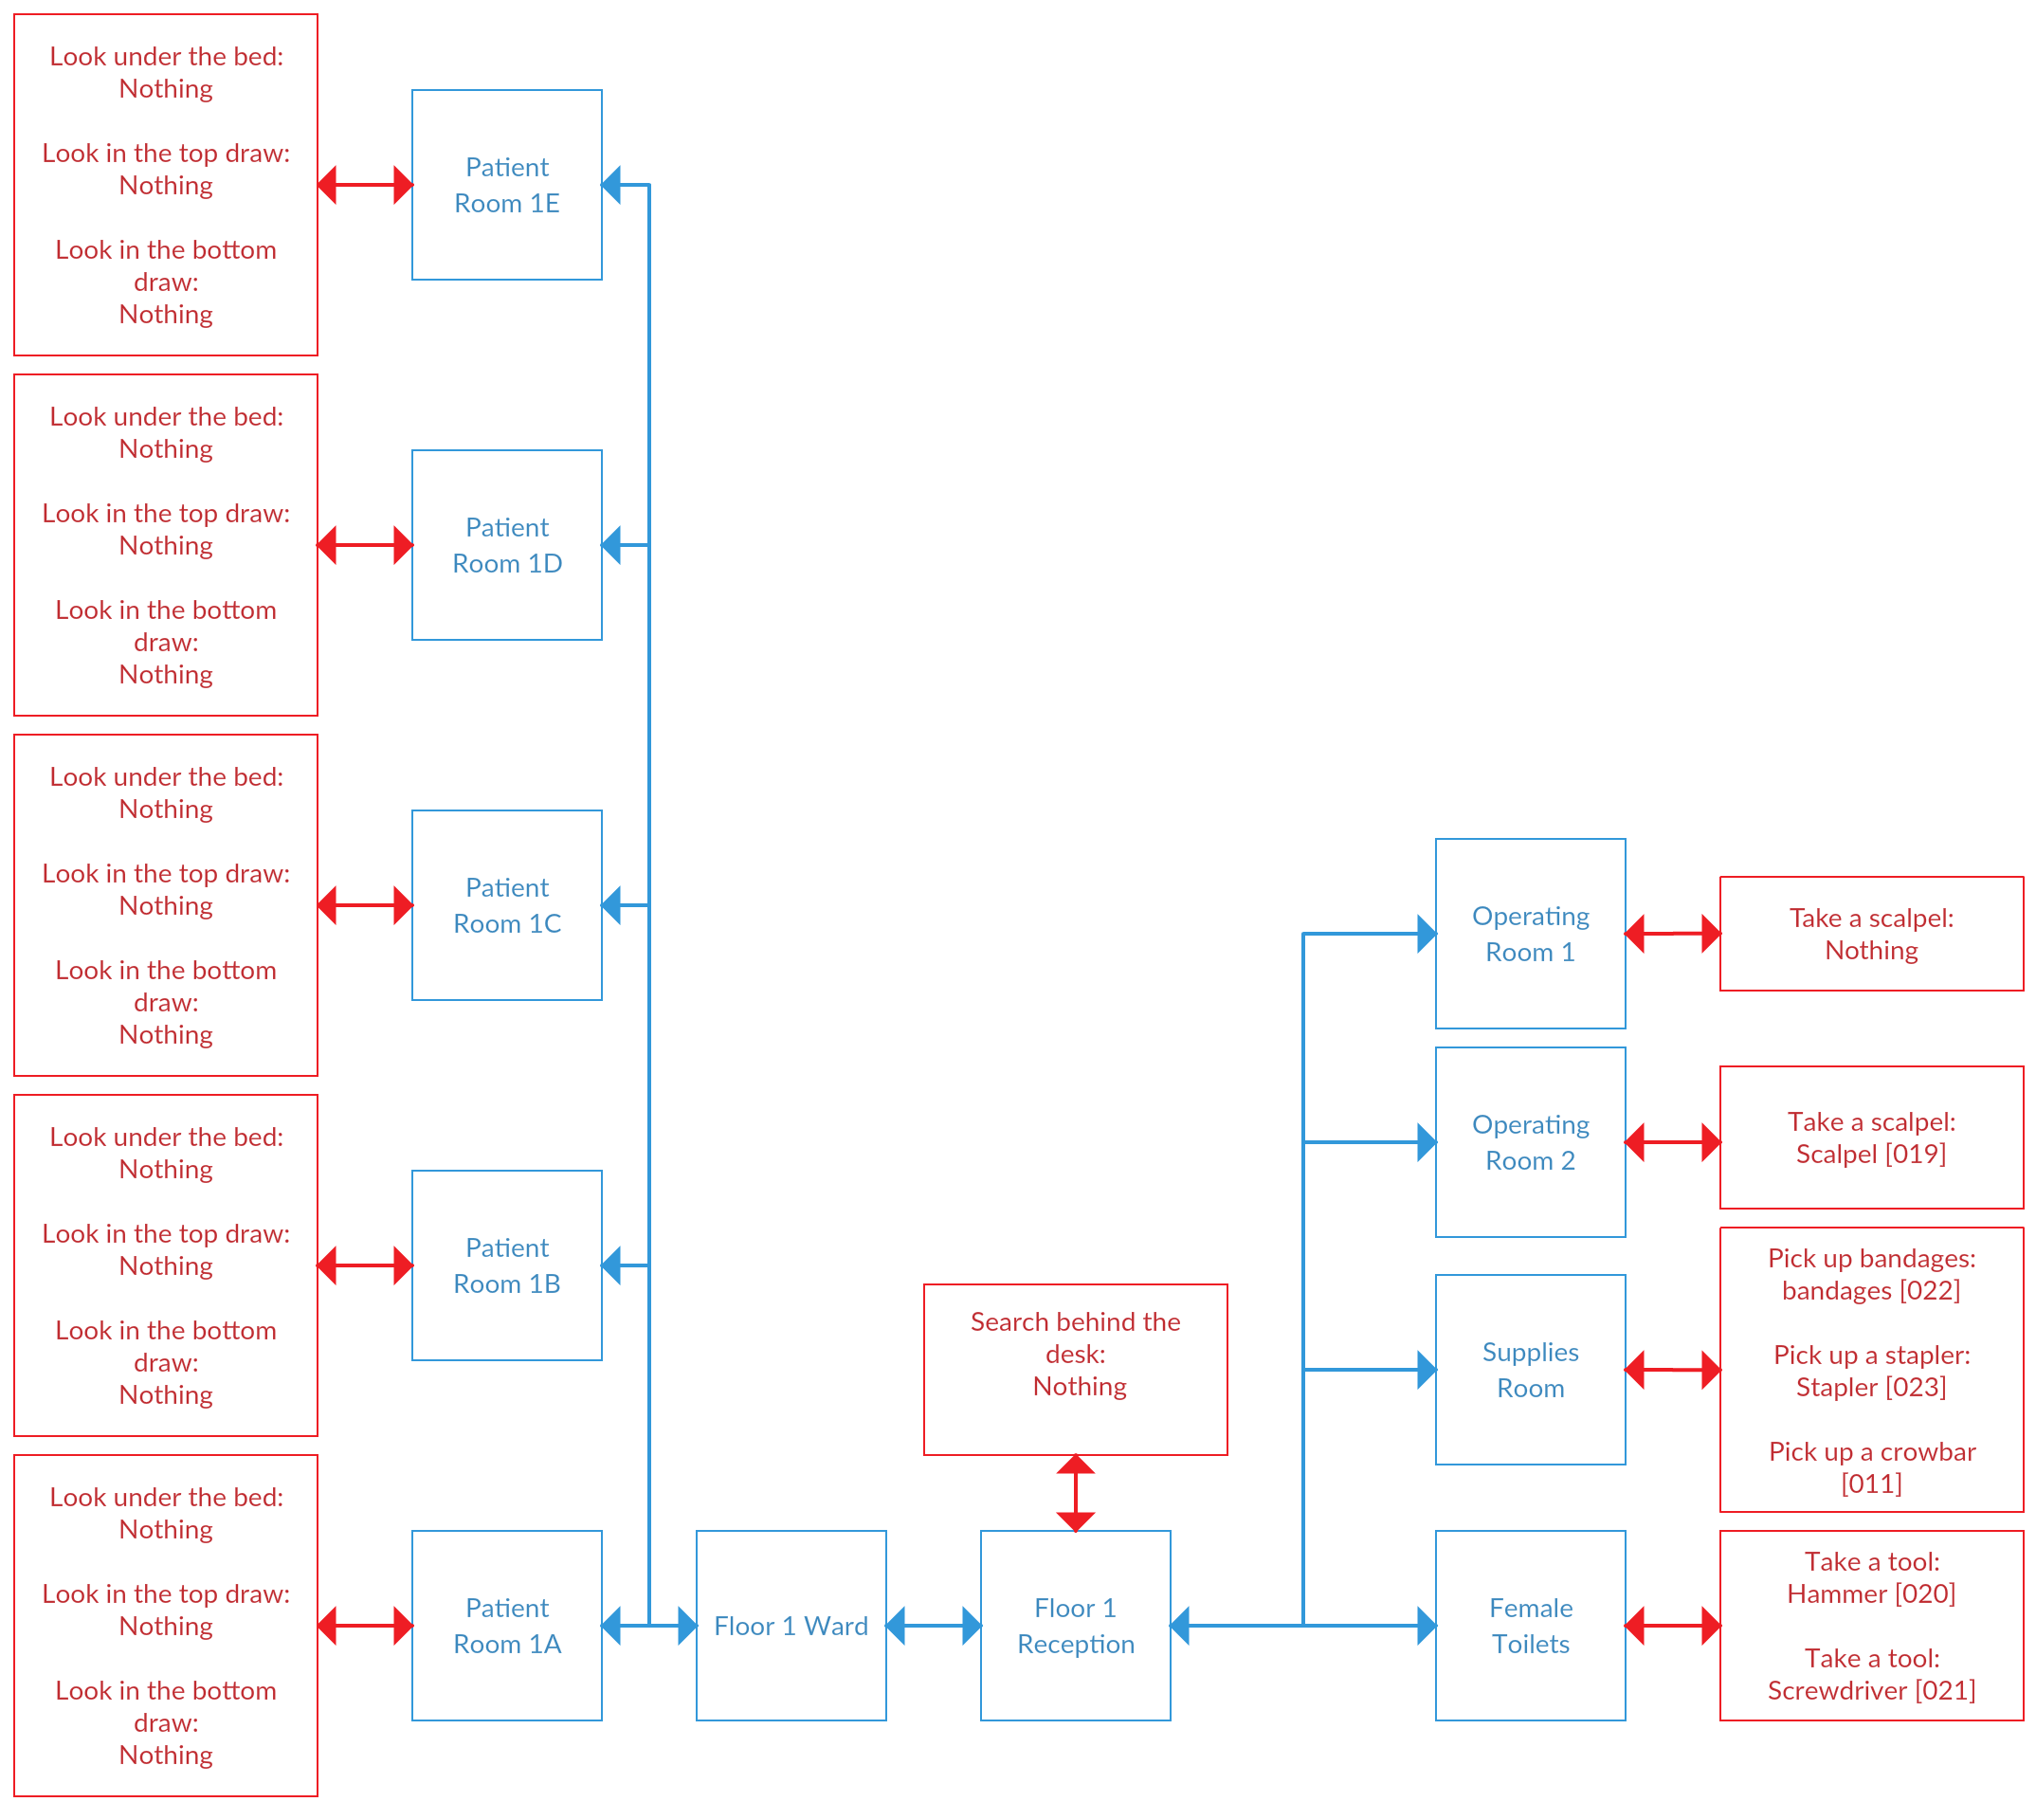 Look under the bed:
Nothing
Look in the top draw:
Nothing
Look in the bottom
draw:
Nothing
Patient
Room 1E
Look under the bed:
Nothing
Look in the top draw:
Nothing
Look in the bottom
draw:
Nothing
Patient
Room 1D
Look under the bed:
Nothing
Look in the top draw:
Nothing
Look in the bottom
draw:
Nothing
Patient
Room 1C
Look under the bed:
Nothing
Look in the top draw:
Nothing
Look in the bottom
draw:
Nothing
Patient
Room 1B
Look under the bed:
Nothing
Look in the top draw:
Nothing
Look in the bottom
draw:
Nothing
Patient
Room 1A
Floor 1 Ward
Search behind the
desk:
Nothing
Floor 1
Reception
Operating
Room 1
Take a scalpel:
Nothing
Operating
Room 2
Take a scalpel:
Scalpel [019]
Supplies
Room
Pick up bandages:
bandages [022]
Pick up a stapler:
Stapler [023]
Pick up a crowbar
[011]
Female
Toilets
Take a tool:
Hammer [020]
Take a tool:
Screwdriver [021]